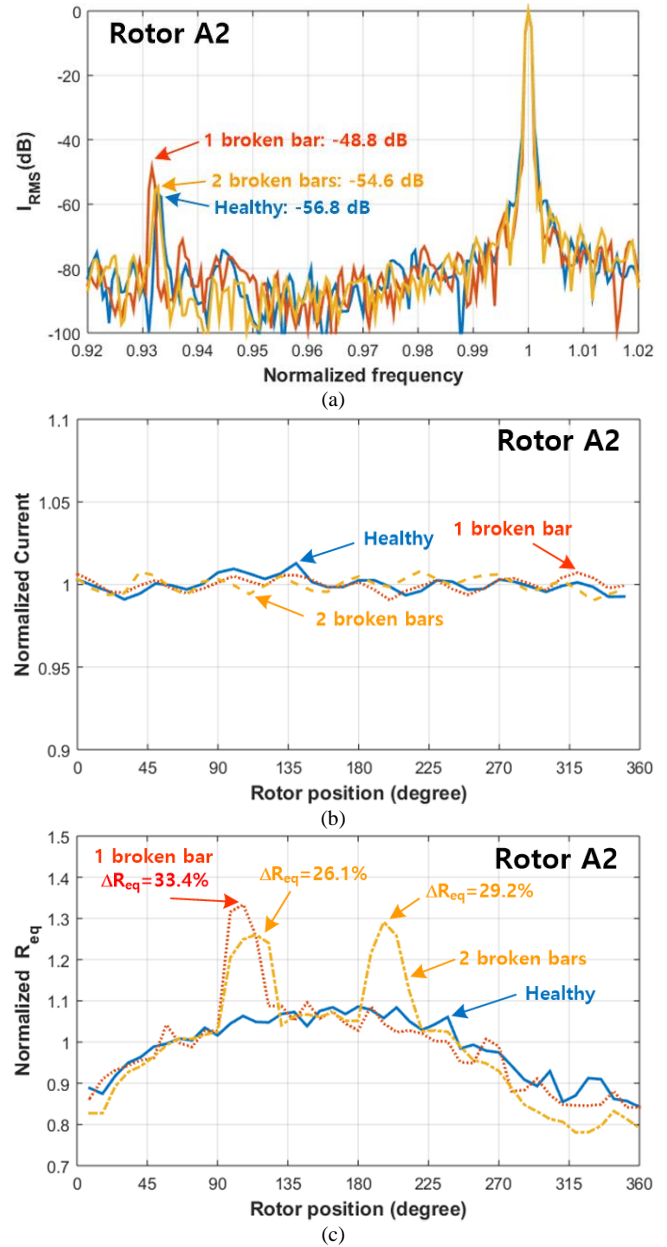 Rotor A2
I_RMS(dB)
0
-20
-40
-60
-80
-100
1 broken bar: -48.8 dB
2 broken bars: -54.6 dB
Healthy: -56.8 dB
0.92 0.93 0.94 0.95 0.96 0.97 0.98 0.99 1 1.01 1.02
Normalized frequency
(a)
Rotor A2
Normalized Current
1.1
1.05
1
0.95
0.9
Healthy
1 broken bar
2 broken bars
0 45 90 135 180 225 270 315 360
Rotor position (degree)
(b)
Rotor A2
Normalized R_eq
1.5
1.4
1.3
1.2
1.1
1
0.9
0.8
0.7
1 broken bar
ΔR_eq=33.4%
ΔR_eq=26.1%
ΔR_eq=29.2%
2 broken bars
Healthy
0 45 90 135 180 225 270 315 360
Rotor position (degree)
(c)